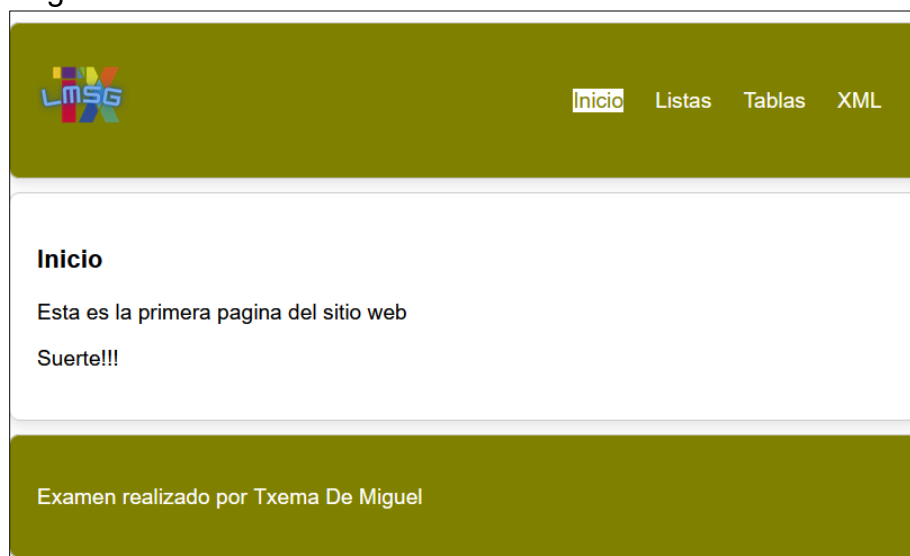 LMSG
Inicio Listas Tablas XML
Inicio
Esta es la primera pagina del sitio web
Suerte!!!
Examen realizado por Txema De Miguel